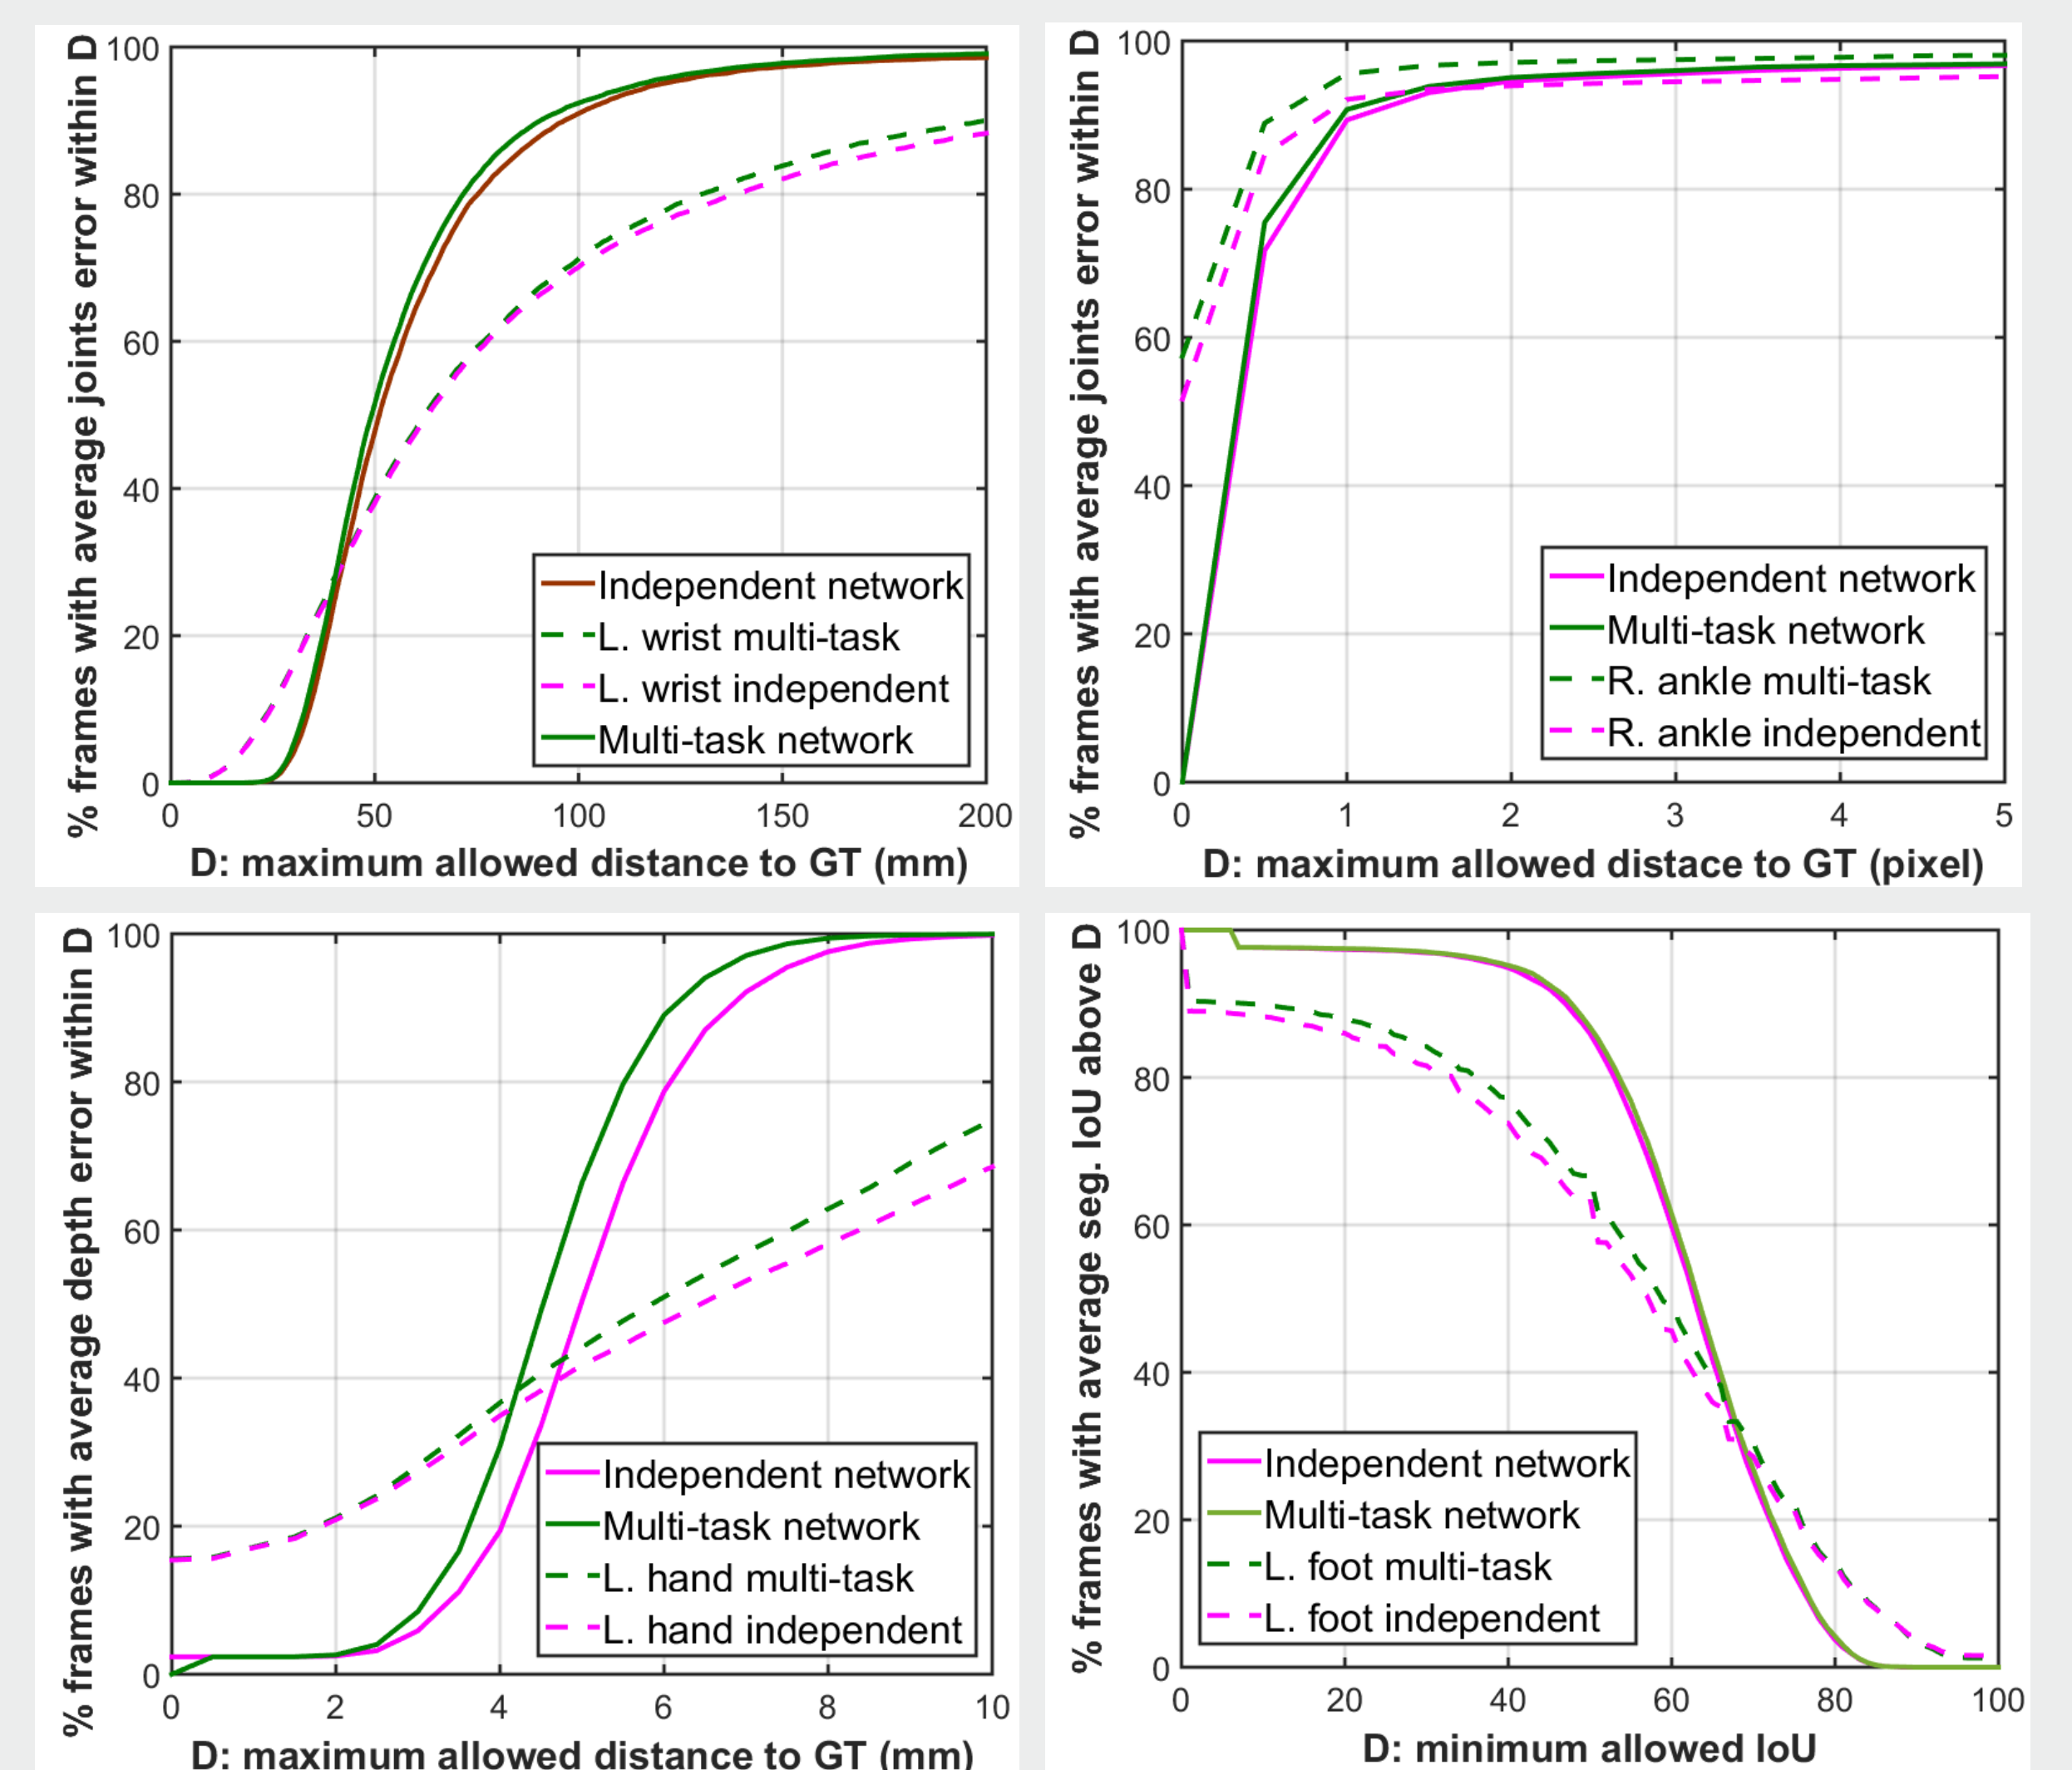 % frames with average joints error within D
100
80
60
40
20
0
0 50 100 150 200
D: maximum allowed distance to GT (mm)
Independent network
L. wrist multi-task
L. wrist independent
Multi-task network
% frames with average joints error within D
100
80
60
40
20
0
0 1 2 3 4 5
D: maximum allowed distace to GT (pixel)
Independent network
Multi-task network
R. ankle multi-task
R. ankle independent
% frames with average depth error within D
100
80
60
40
20
0
0 2 4 6 8 10
D: maximum allowed distance to GT (mm)
Independent network
Multi-task network
L. hand multi-task
L. hand independent
% frames with average seg. IoU above D
100
80
60
40
20
0
0 20 40 60 80 100
D: minimum allowed IoU
Independent network
Multi-task network
L. foot multi-task
L. foot independent